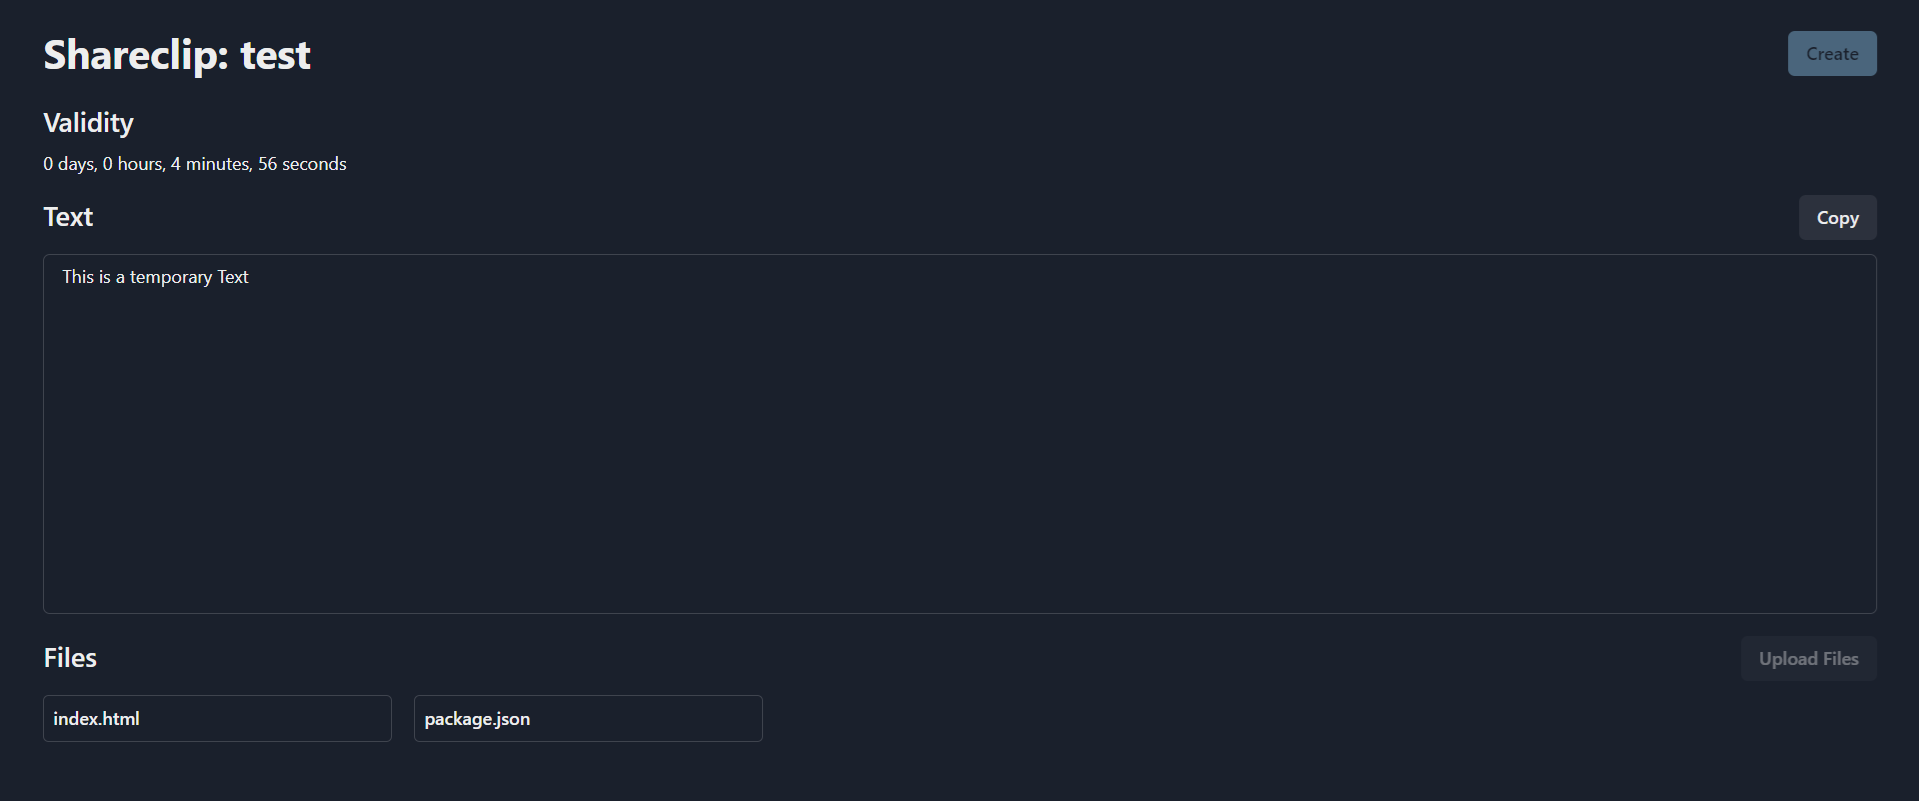 Shareclip: test
Create
Validity
0 days, 0 hours, 4 minutes, 56 seconds
Text
Copy
This is a temporary Text
Files
Upload Files
index.html
package.json